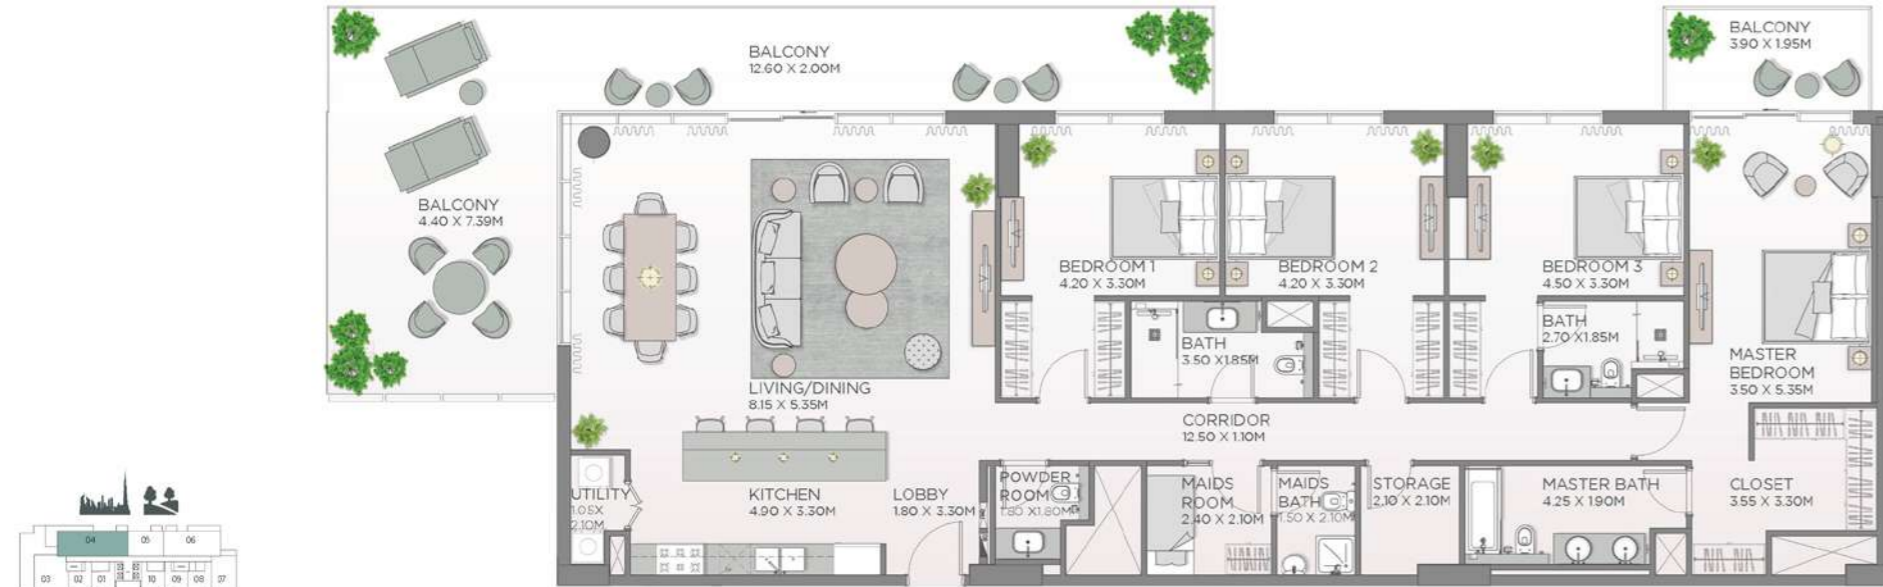 BALCONY
12.60 X 2.00M
BALCONY
3.90 X 1.95M
BALCONY
4.40 X 7.39M
BEDROOM 1
4.20 X 3.30M
BEDROOM 2
4.20 X 3.30M
BEDROOM 3
4.50 X 3.30M
BATH
3.50 X1.85M
BATH
2.70 X1.85M
MASTER
BEDROOM
3.50 X 5.35M
LIVING/DINING
8.15 X 5.35M
CORRIDOR
12.50 X 1.10M
UTILITY
1.05X
2.10M
KITCHEN
4.90 X 3.30M
LOBBY
1.80 X 3.30M
POWDER
ROOM
1.80 X1.80M
MAIDS
ROOM
2.40 X 2.10M
MAIDS
BATH
1.50 X 2.10M
STORAGE
2.10 X 2.10M
MASTER BATH
4.25 X 1.90M
CLOSET
3.55 X 3.30M
04 05 06
03 02 01 10 09 08 07